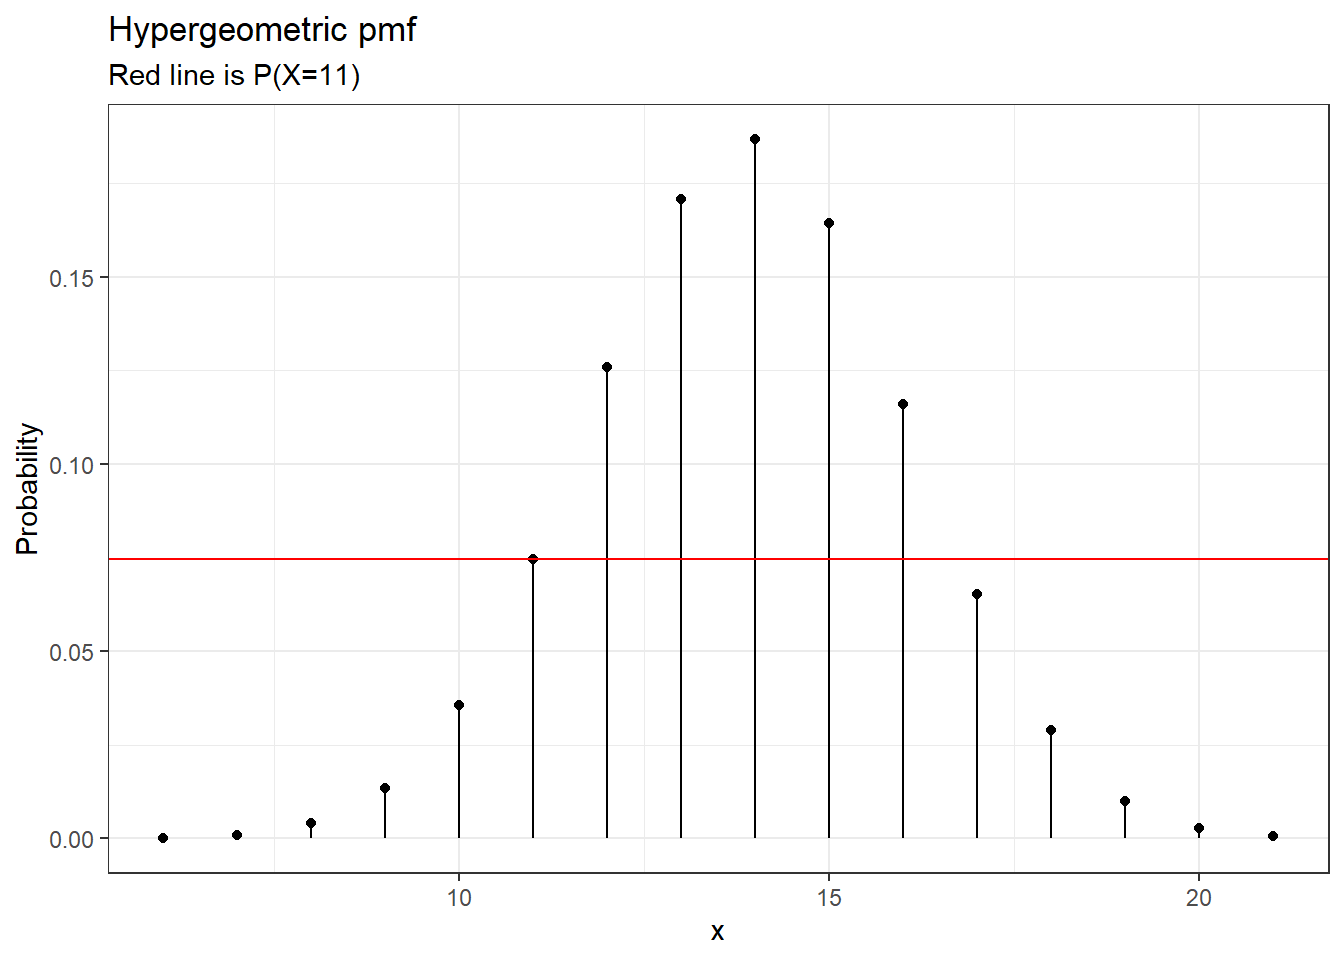 Hypergeometric pmf
Red line is P(X=11)
0.15
0.10
0.05
0.00
Probability
10
15
20
x